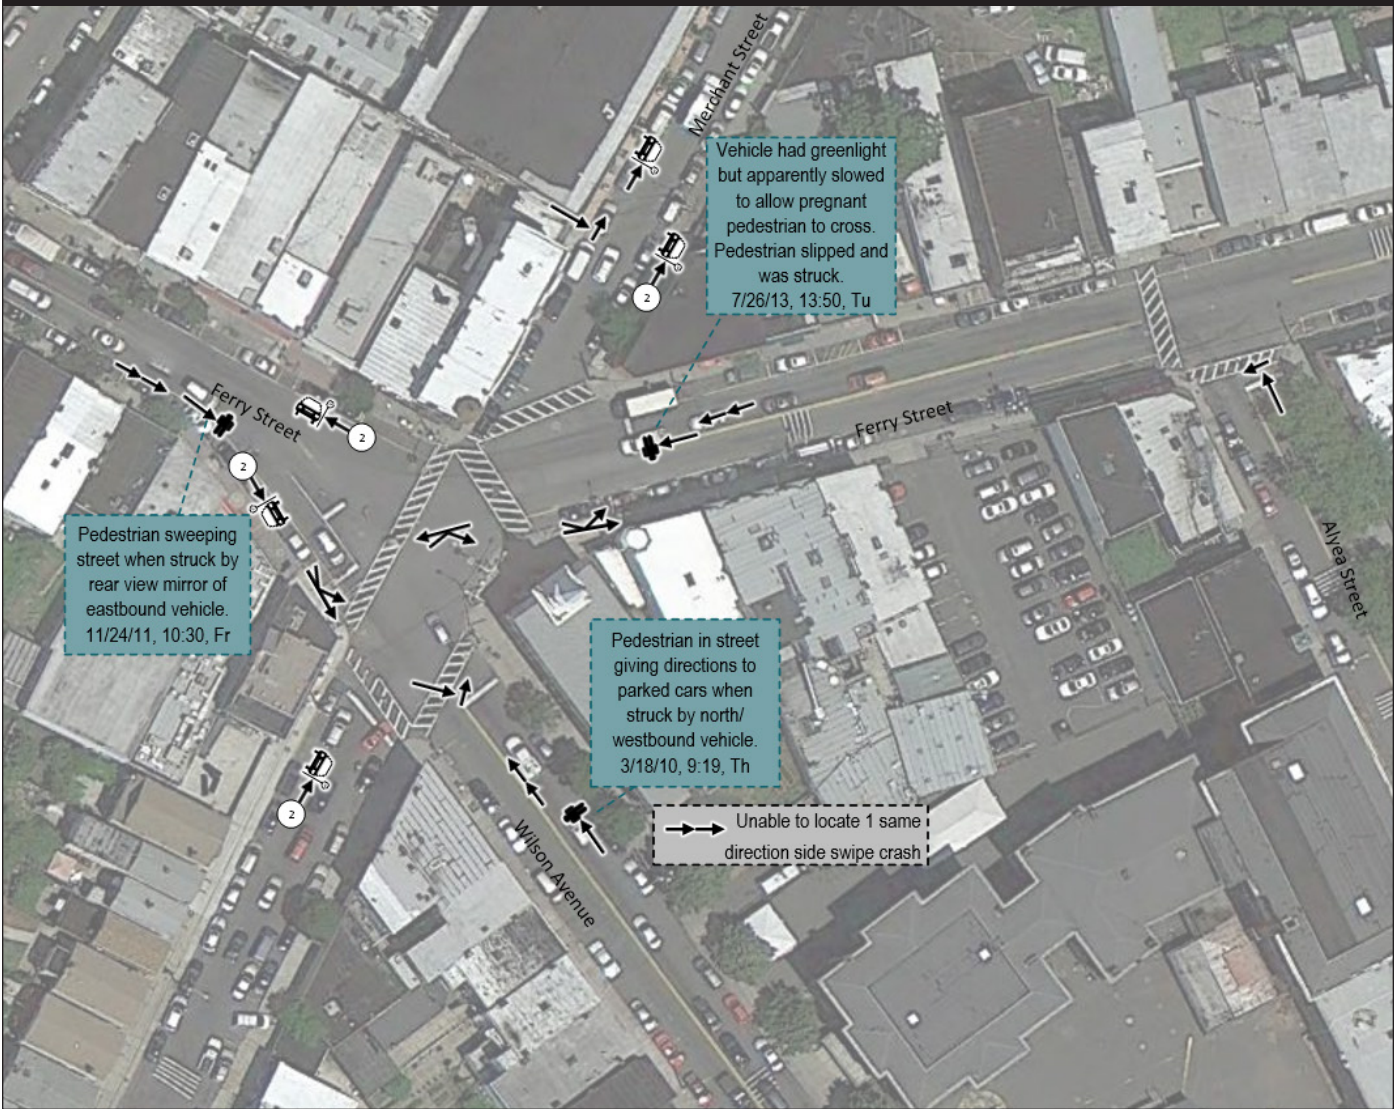 Merchant Street
Vehicle had greenlight
but apparently slowed
to allow pregnant
pedestrian to cross.
Pedestrian slipped and
was struck.
7/26/13, 13:50, Tu
2
Ferry Street
2
Ferry Street
2
Pedestrian sweeping
street when struck by
rear view mirror of
eastbound vehicle.
11/24/11, 10:30, Fr
Alyea Street
Pedestrian in street
giving directions to
parked cars when
struck by north/
westbound vehicle.
3/18/10, 9:19, Th
2
Wilson Avenue
Unable to locate 1 same
direction side swipe crash